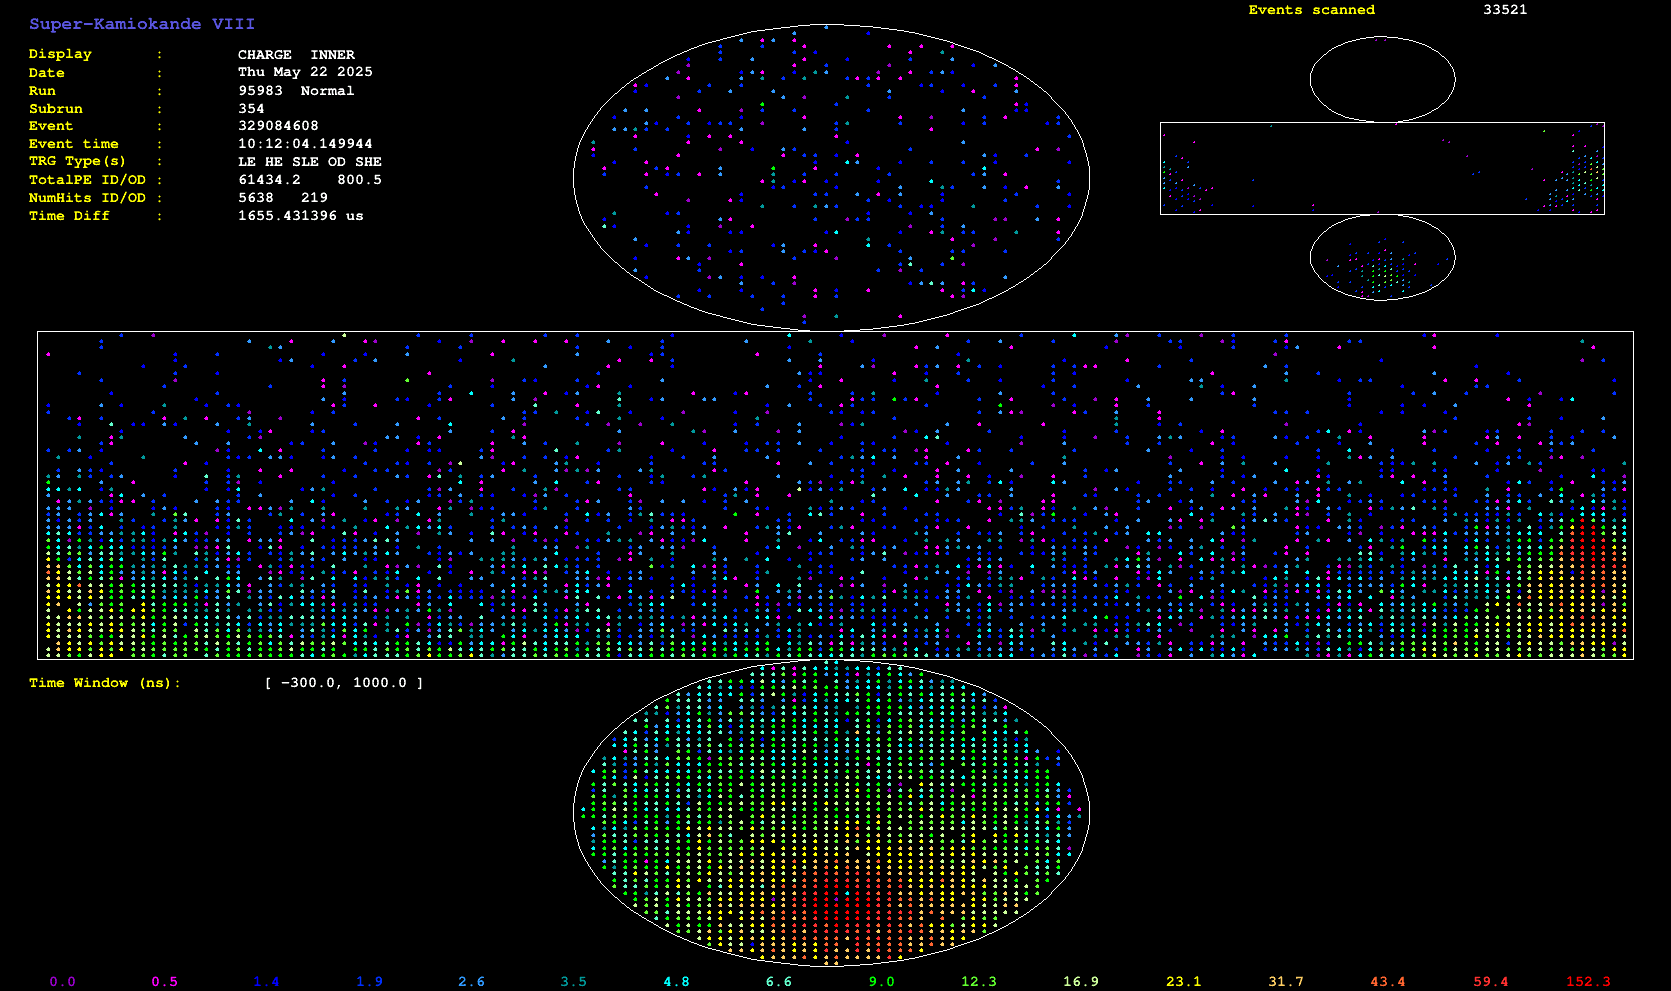 Super-Kamiokande VIII
Events scanned 33521
Display : CHARGE INNER
Date : Thu May 22 2025
Run : 95983 Normal
Subrun : 354
Event : 329084608
Event time : 10:12:04.149944
TRG Type(s) : LE HE SLE OD SHE
TotalPE ID/OD : 61434.2 800.5
NumHits ID/OD : 5638 219
Time Diff : 1655.431396 us
Time Window (ns): [ -300.0, 1000.0 ]
0.0 0.5 1.4 1.9 2.6 3.5 4.8 6.6 9.0 12.3 16.9 23.1 31.7 43.4 59.4 152.3